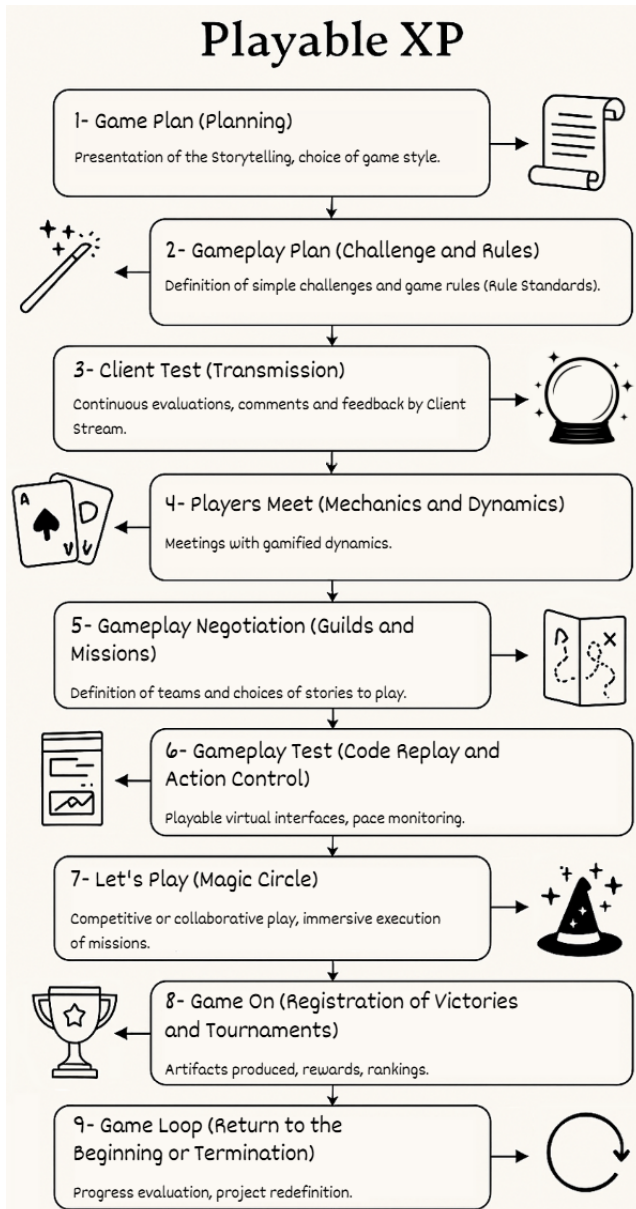 Playable XP
1- Game Plan (Planning)
Presentation of the Storytelling, choice of game style.
2- Gameplay Plan (Challenge and Rules)
Definition of simple challenges and game rules (Rule Standards).
3- Client Test (Transmission)
Continuous evaluations, comments and feedback by Client
Stream.
4- Players Meet (Mechanics and Dynamics)
Meetings with gamified dynamics.
A
5- Gameplay Negotiation (Guilds and
Missions)
Definition of teams and choices of stories to play.
X
6- Gameplay Test (Code Replay and
Action Control)
Playable virtual interfaces, pace monitoring.
7- Let's Play (Magic Circle)
Competitive or collaborative play, immersive execution
of missions.
8- Game On (Registration of Victories
and Tournaments)
Artifacts produced, rewards, rankings.
9- Game Loop (Return to the
Beginning or Termination)
Progress evaluation, project redefinition.